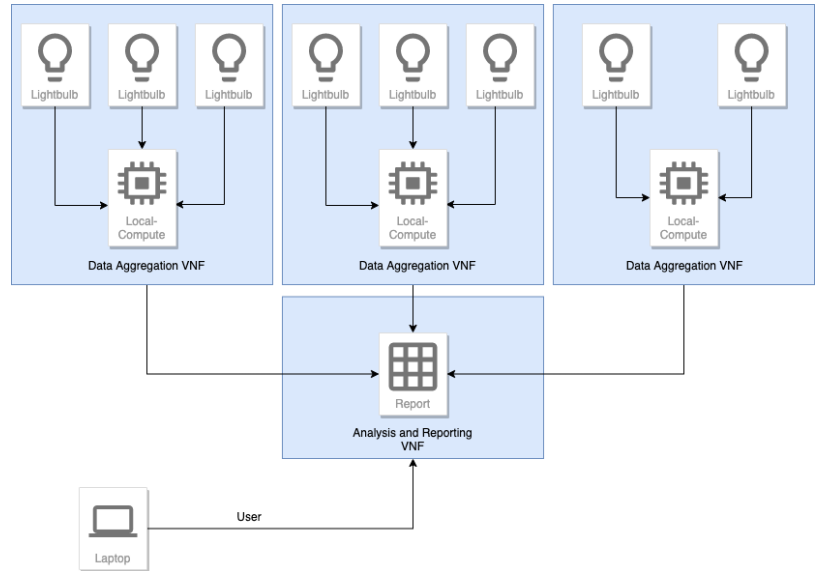 Lightbulb
Lightbulb
Lightbulb
Lightbulb
Lightbulb
Lightbulb
Lightbulb
Lightbulb
Local-
Compute
Local-
Compute
Local-
Compute
Data Aggregation VNF
Data Aggregation VNF
Data Aggregation VNF
Report
Analysis and Reporting
VNF
User
Laptop